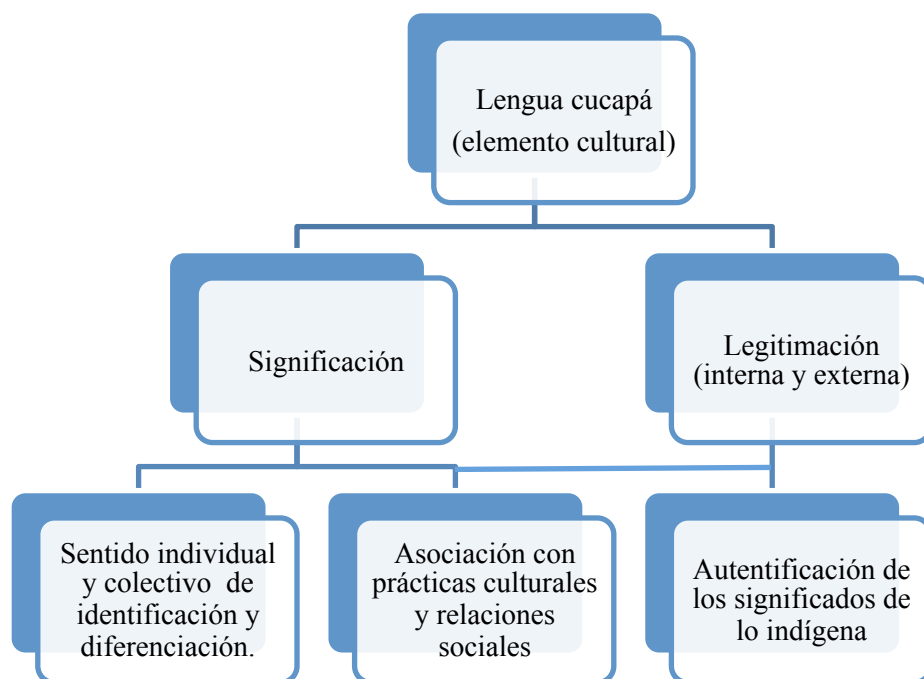 Lengua cucapá
(elemento cultural)
Significación
Legitimación
(interna y externa)
Sentido individual
y colectivo de
identificación y
diferenciación.
Asociación con
prácticas culturales
y relaciones
sociales
Autentificación de
los significados de
lo indígena